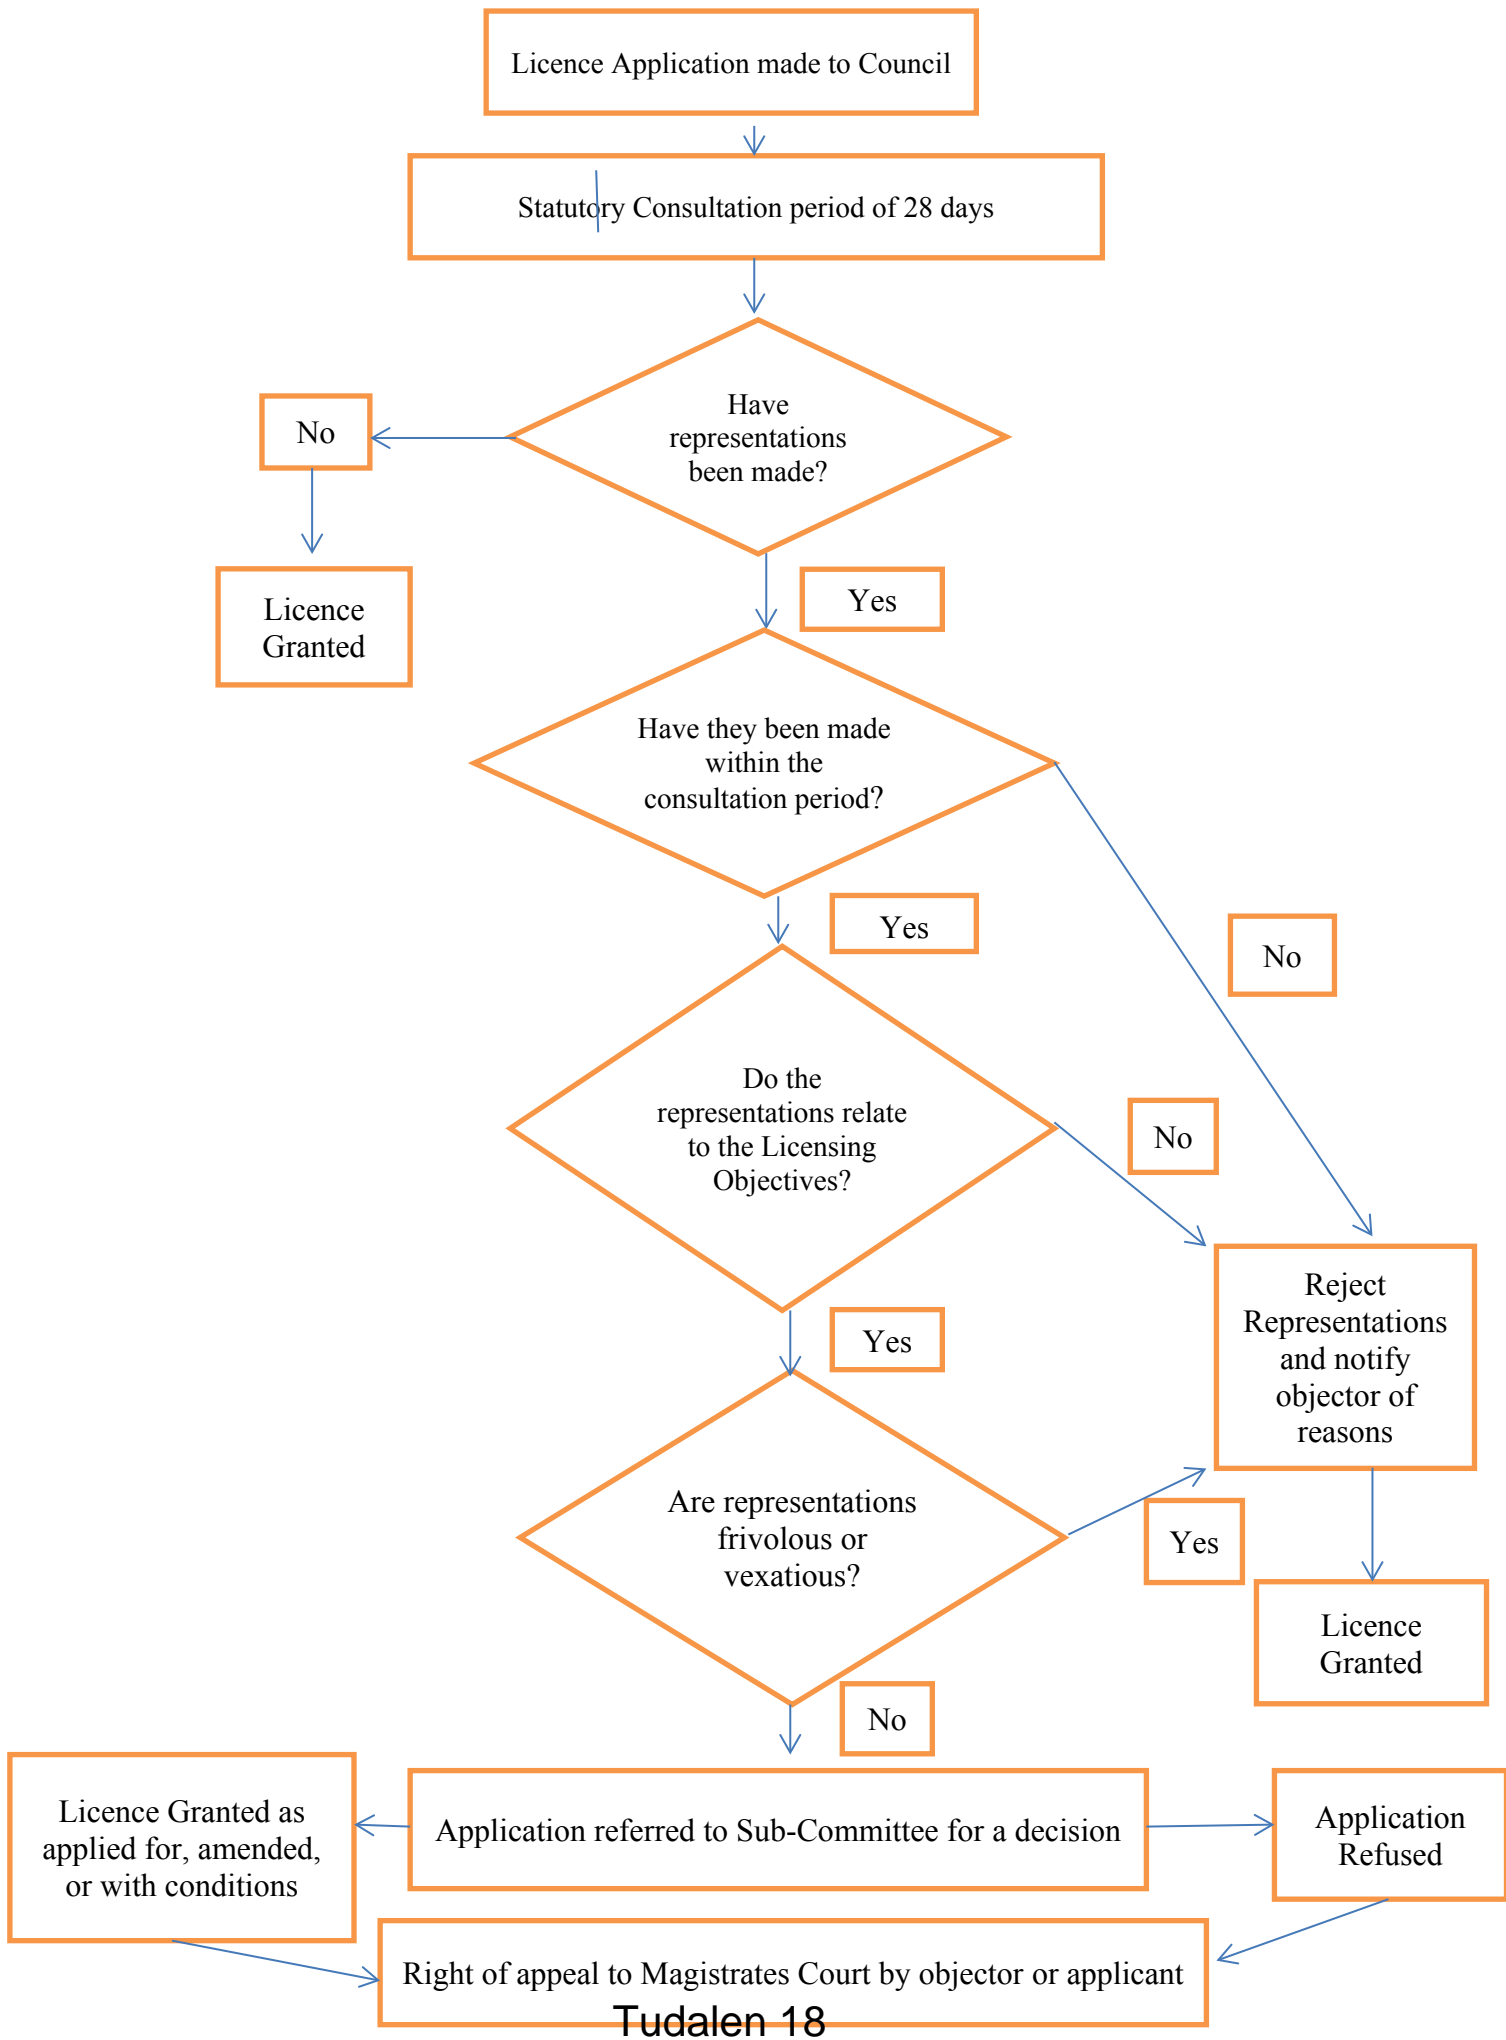 Licence Application made to Council
Statutory Consultation period of 28 days
Have
representations
been made?
No
Licence
Granted
Yes
Have they been made
within the
consultation period?
Yes
No
Do the
representations relate
to the Licensing
Objectives?
No
Yes
Reject
Representations
and notify
objector of
reasons
Are representations
frivolous or
vexatious?
Yes
Licence
Granted
No
Licence Granted as
applied for, amended,
or with conditions
Application referred to Sub-Committee for a decision
Application
Refused
Right of appeal to Magistrates Court by objector or applicant
Tudalen 18